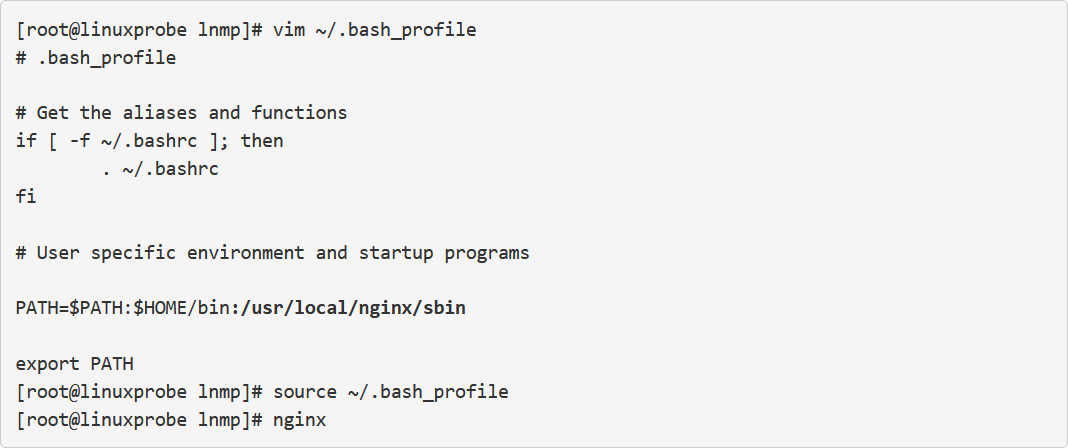 [root@linuxprobe lnmp]# vim ~/.bash_profile
# .bash_profile
# Get the aliases and functions
if [ -f ~/.bashrc ]; then
        . ~/.bashrc
fi
# User specific environment and startup programs
PATH=$PATH:$HOME/bin:/usr/local/nginx/sbin
export PATH
[root@linuxprobe lnmp]# source ~/.bash_profile
[root@linuxprobe lnmp]# nginx